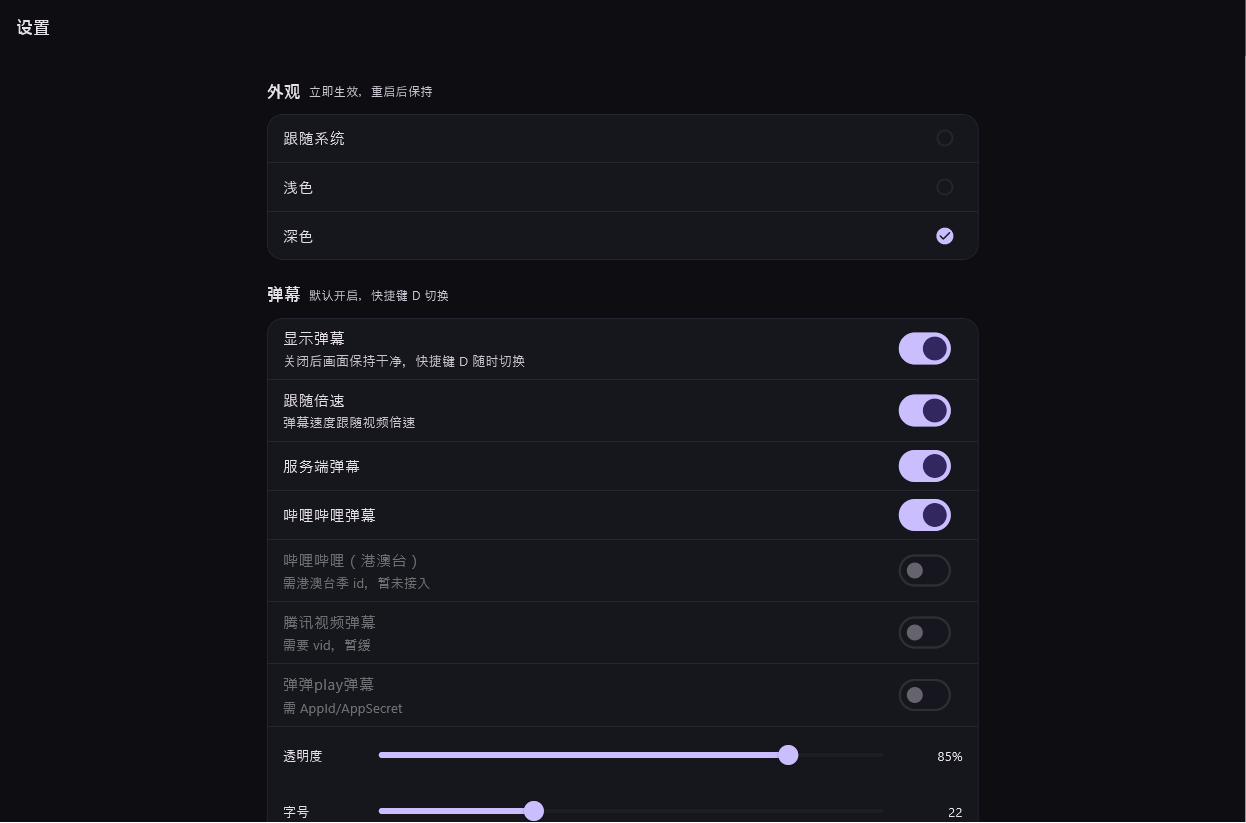 设置
外观 立即生效，重启后保持
跟随系统
浅色
深色
弹幕 默认开启，快捷键 D 切换
显示弹幕
关闭后画面保持干净，快捷键 D 随时切换
跟随倍速
弹幕速度跟随视频倍速
服务端弹幕
哔哩哔哩弹幕
哔哩哔哩（港澳台）
需港澳台季 id，暂未接入
腾讯视频弹幕
需要 vid，暂缓
弹弹play弹幕
需 AppId/AppSecret
透明度 85%
字号 22